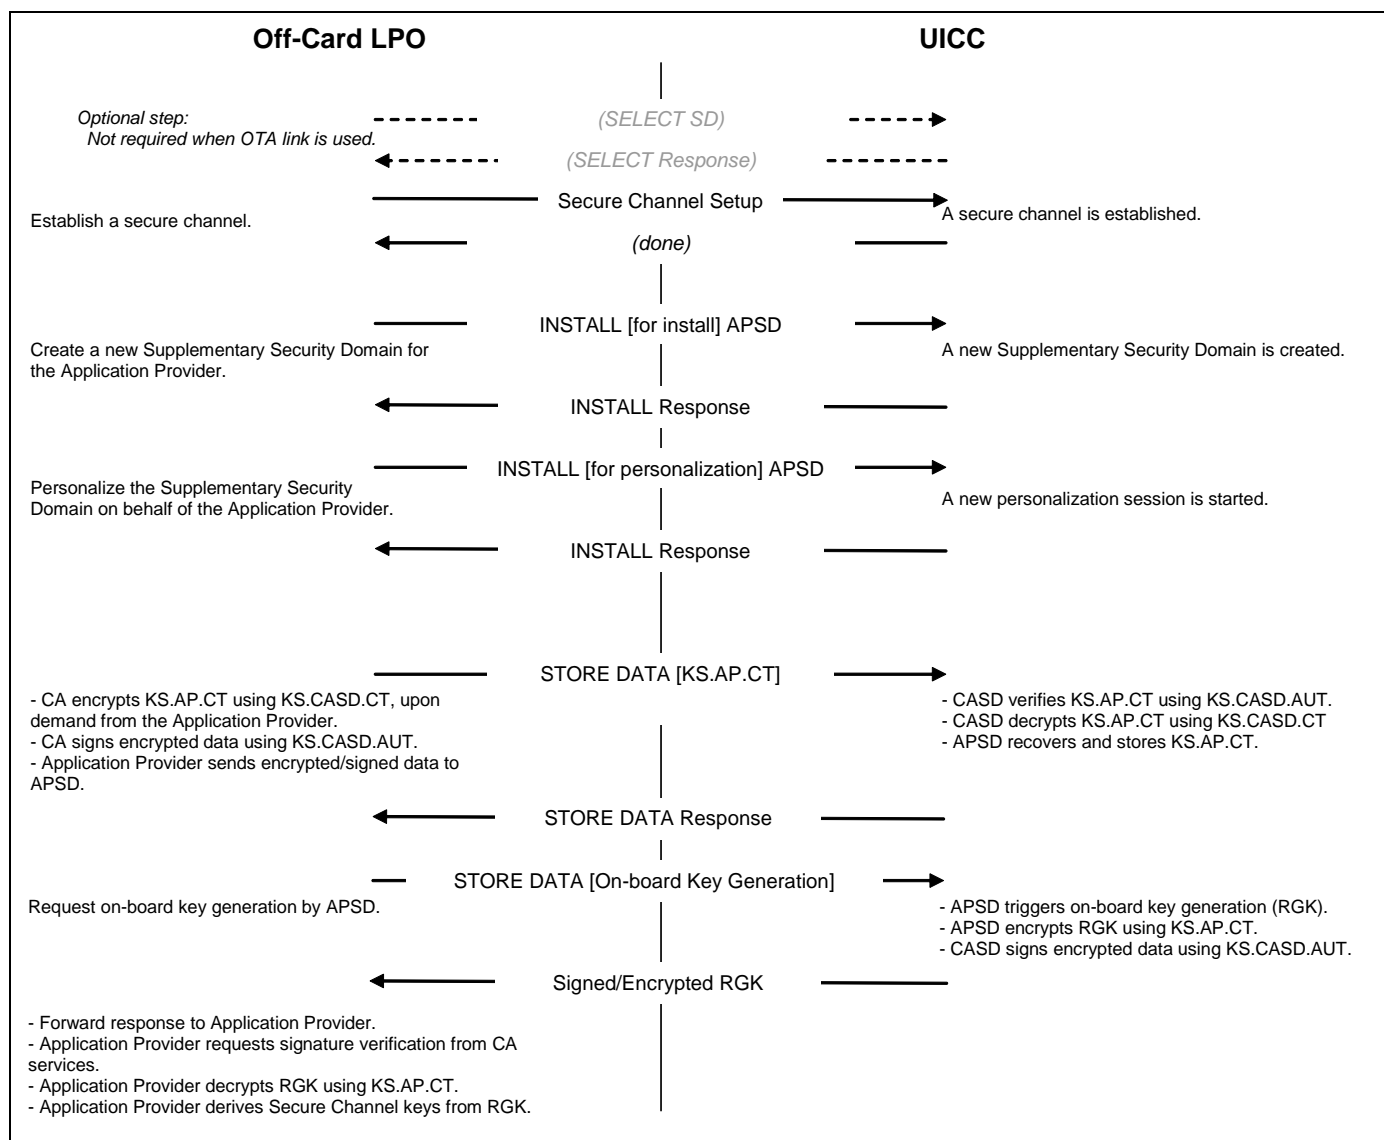 Off-Card LPO
UICC
Optional step:
Not required when OTA link is used.
(SELECT SD)
(SELECT Response)
Secure Channel Setup
Establish a secure channel.
A secure channel is established.
(done)
INSTALL [for install] APSD
Create a new Supplementary Security Domain for
the Application Provider.
A new Supplementary Security Domain is created.
INSTALL Response
INSTALL [for personalization] APSD
Personalize the Supplementary Security
Domain on behalf of the Application Provider.
A new personalization session is started.
INSTALL Response
STORE DATA [KS.AP.CT]
- CA encrypts KS.AP.CT using KS.CASD.CT, upon
demand from the Application Provider.
- CA signs encrypted data using KS.CASD.AUT.
- Application Provider sends encrypted/signed data to
APSD.
- CASD verifies KS.AP.CT using KS.CASD.AUT.
- CASD decrypts KS.AP.CT using KS.CASD.CT
- APSD recovers and stores KS.AP.CT.
STORE DATA Response
STORE DATA [On-board Key Generation]
Request on-board key generation by APSD.
- APSD triggers on-board key generation (RGK).
- APSD encrypts RGK using KS.AP.CT.
- CASD signs encrypted data using KS.CASD.AUT.
Signed/Encrypted RGK
- Forward response to Application Provider.
- Application Provider requests signature verification from CA
services.
- Application Provider decrypts RGK using KS.AP.CT.
- Application Provider derives Secure Channel keys from RGK.